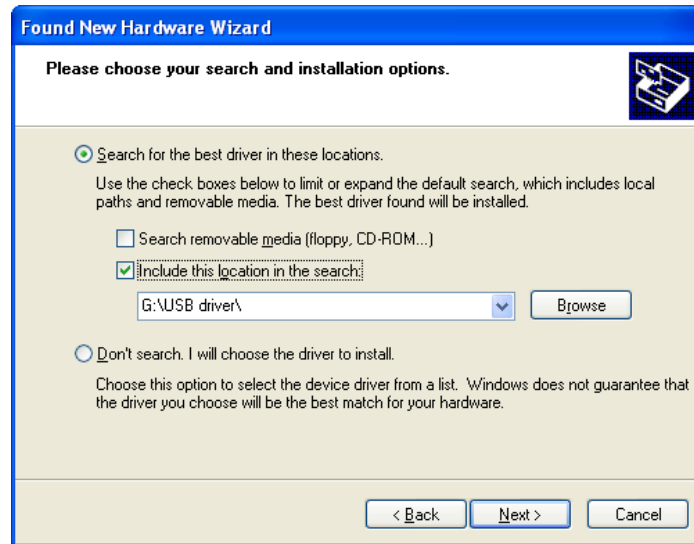 Found New Hardware Wizard
Please choose your search and installation options.
Search for the best driver in these locations.
Use the check boxes below to limit or expand the default search, which includes local
paths and removable media. The best driver found will be installed.
Search removable media (floppy, CD-ROM...)
Include this location in the search:
G:\USB driver\
Browse
Don't search. I will choose the driver to install.
Choose this option to select the device driver from a list. Windows does not guarantee that
the driver you choose will be the best match for your hardware.
< Back
Next >
Cancel